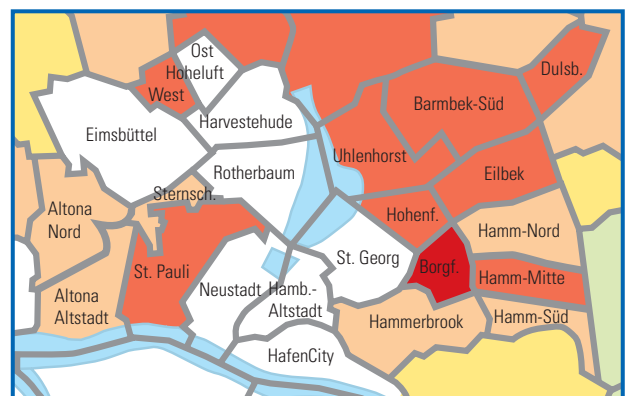 Ost
Hoheluft
West
Dulsb.
Barmbek-Süd
Eimsbüttel
Harvestehude
Uhlenhorst
Rotherbaum
Eilbek
Sternsch.
Altona
Nord
Hohenf.
Hamm-Nord
St. Pauli
St. Georg
Borgf.
Hamm-Mitte
Neustadt
Hamb.-
Altstadt
Altona
Altstadt
Hammerbrook
Hamm-Süd
HafenCity